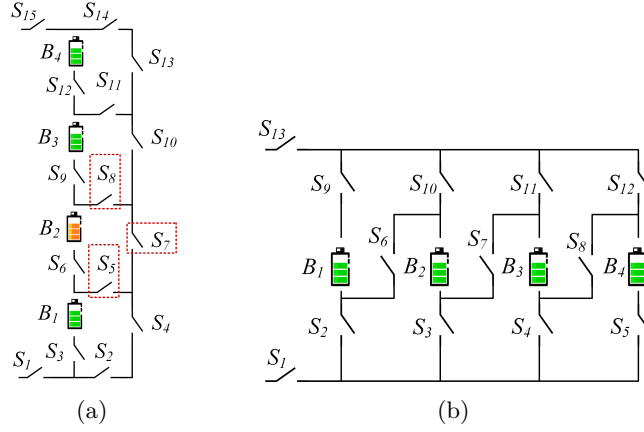 S15 S14
B4 S13
S12 S11
B3 S10
S9 S8
B2 S7
S6 S5
B1 S4
S1 S3 S2
(a)
S13
S9 S10 S11 S12
S6 S7 S8
B1 B2 B3 B4
S2 S3 S4 S5
S1
(b)